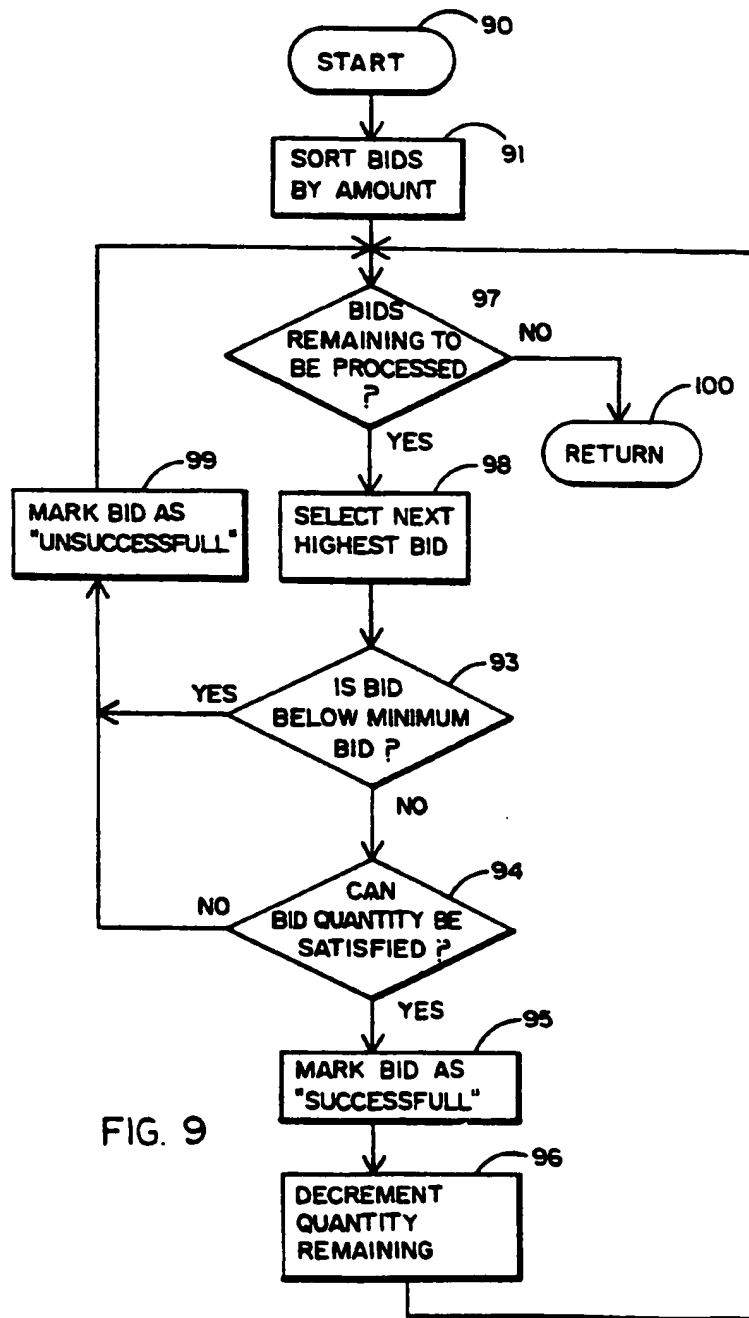 90
START
91
SORT BIDS
BY AMOUNT
97
BIDS
REMAINING TO
BE PROCESSED
?
NO
100
RETURN
YES
99
MARK BID AS
"UNSUCCESSFULL"
98
SELECT NEXT
HIGHEST BID
93
YES
IS BID
BELOW MINIMUM
BID ?
NO
94
NO
CAN
BID QUANTITY BE
SATISFIED ?
YES
95
MARK BID AS
"SUCCESSFULL"
FIG. 9
96
DECREMENT
QUANTITY
REMAINING